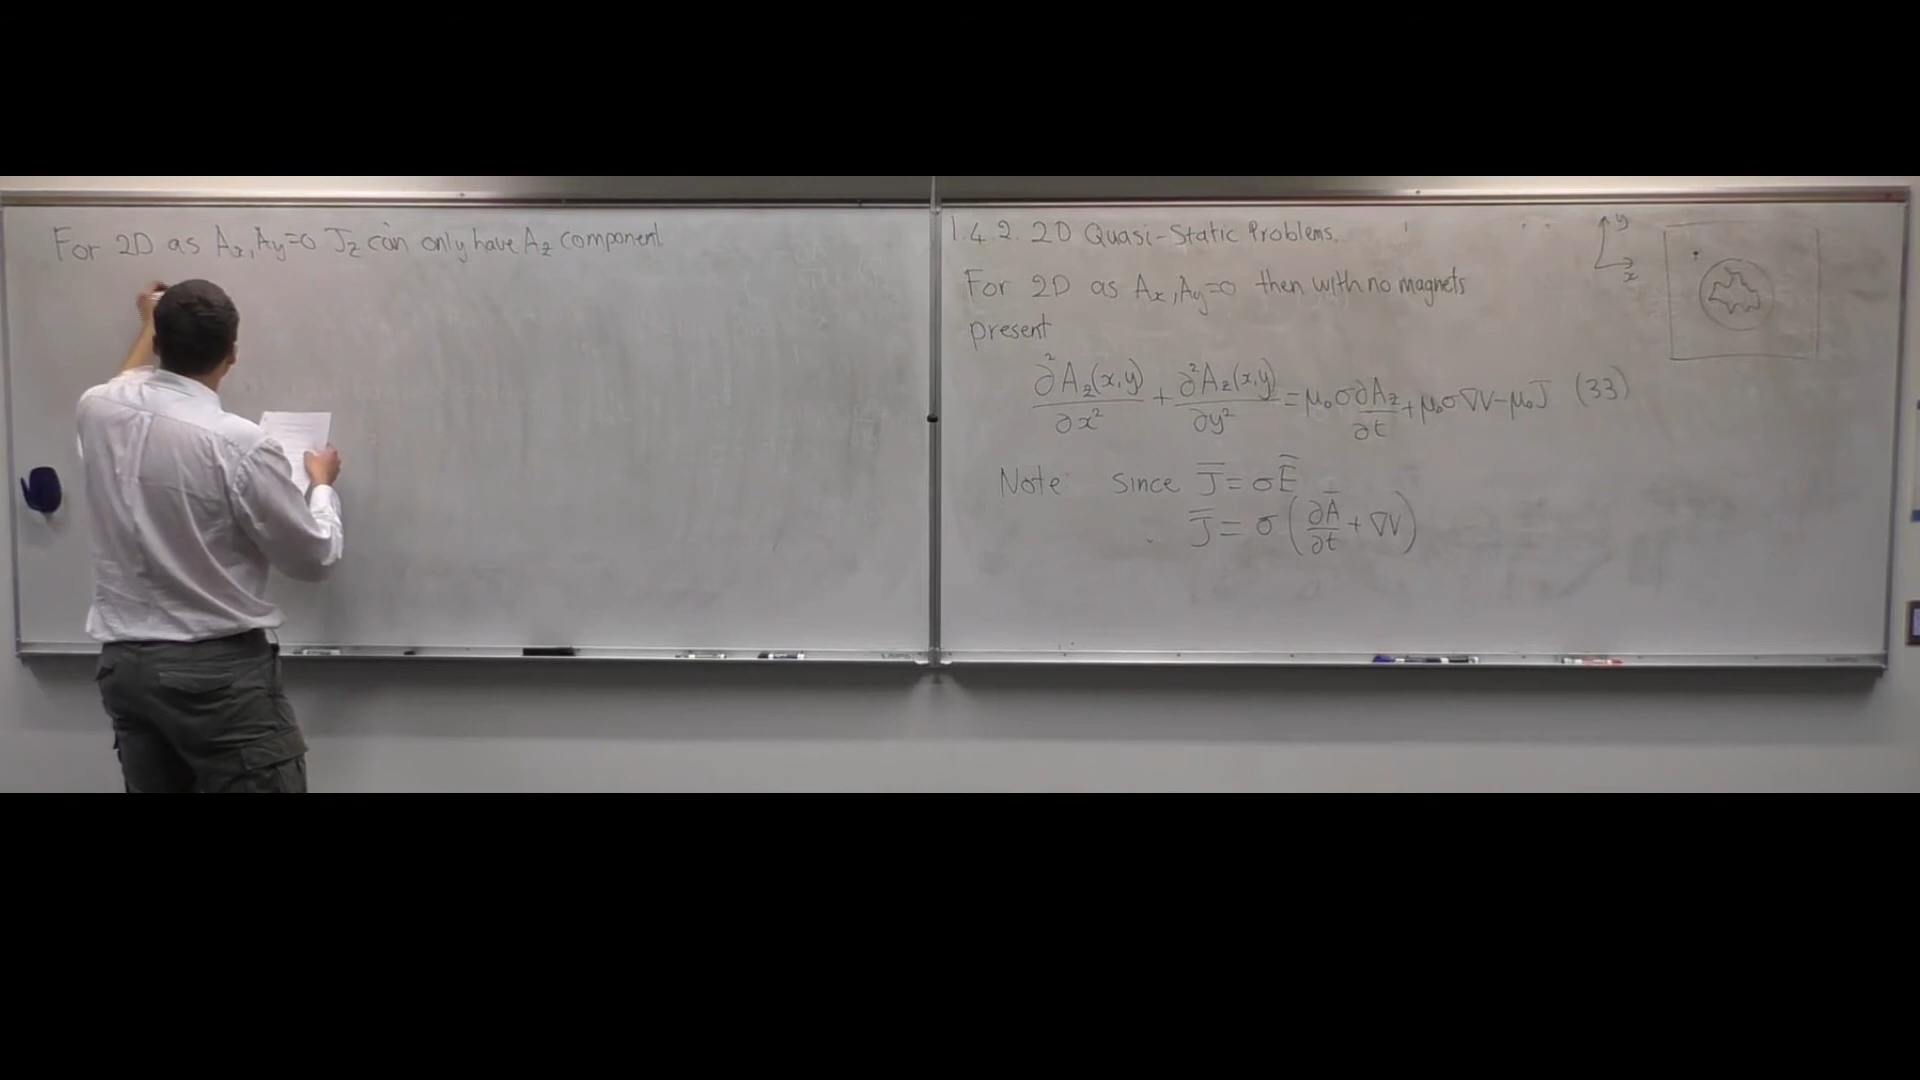 For 2D as Ax, Ay=0 Jz can only have Az component
1.4.2. 2D Quasi-Static Problems.
For 2D as Ax, Ay=0 then with no magnets
present
∂²Az(x,y)/∂x² + ∂²Az(x,y)/∂y² = μ₀σ∂Az/∂t + μ₀σ∇V - μ₀J (33)
Note: Since J̅ = σE̅
J̅ = σ(∂A̅/∂t + ∇V)
y
x